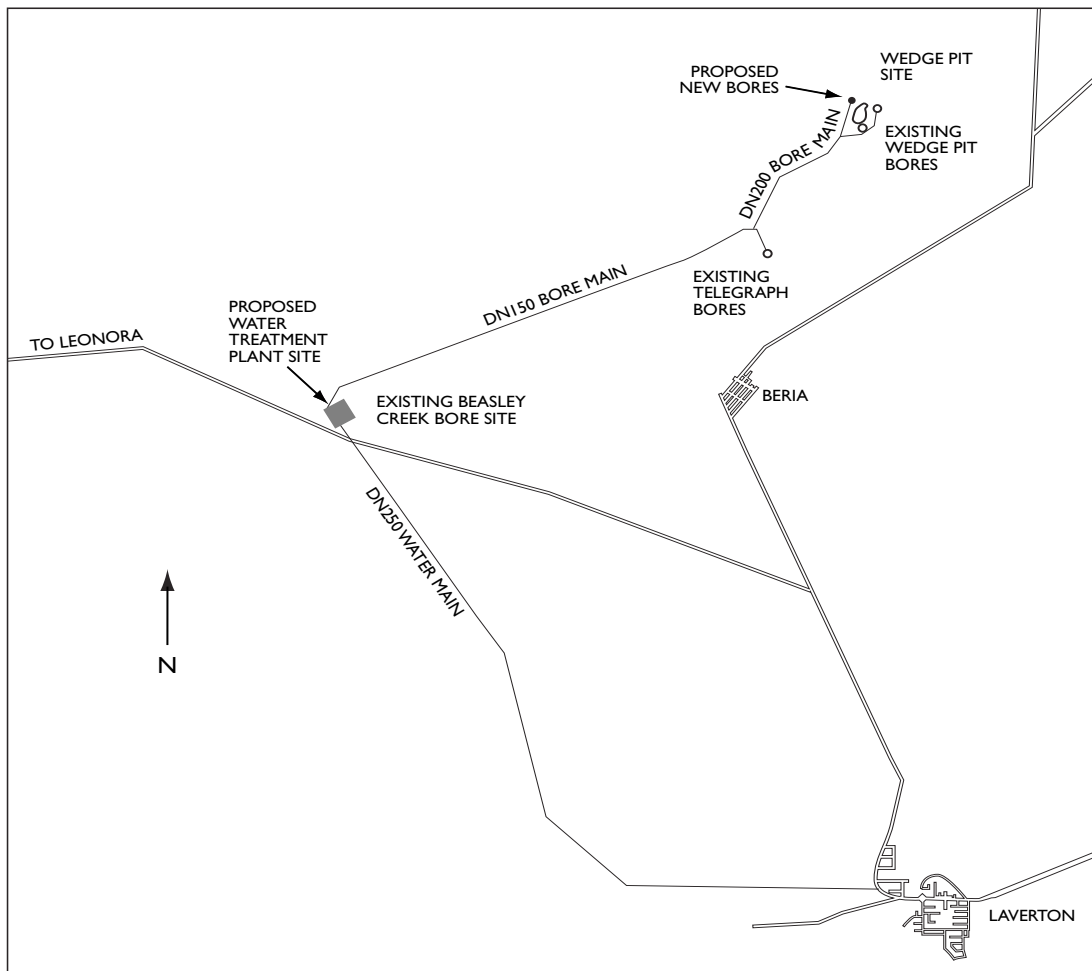 WEDGE PIT
SITE
PROPOSED
NEW BORES
EXISTING
WEDGE PIT
BORES
DN200 BORE MAIN
EXISTING
TELEGRAPH
BORES
DN150 BORE MAIN
PROPOSED
WATER
TREATMENT
PLANT SITE
TO LEONORA
EXISTING BEASLEY
CREEK BORE SITE
BERIA
DN250 WATER MAIN
N
LAVERTON